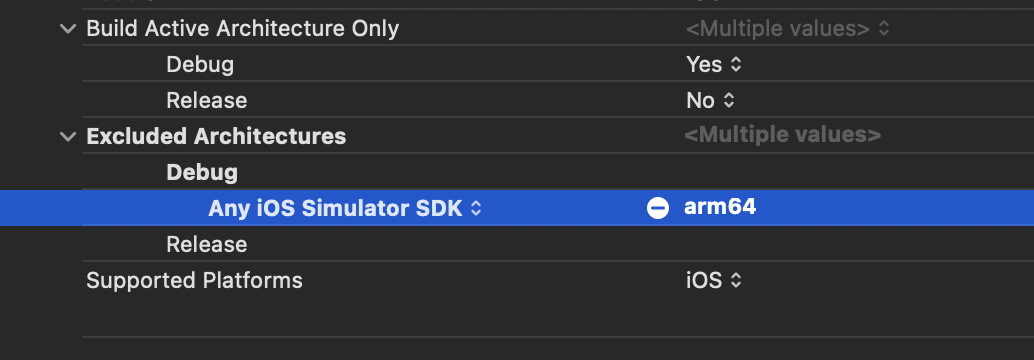 Build Active Architecture Only <Multiple values>
Debug Yes
Release No
Excluded Architectures <Multiple values>
Debug
Any iOS Simulator SDK arm64
Release
Supported Platforms iOS